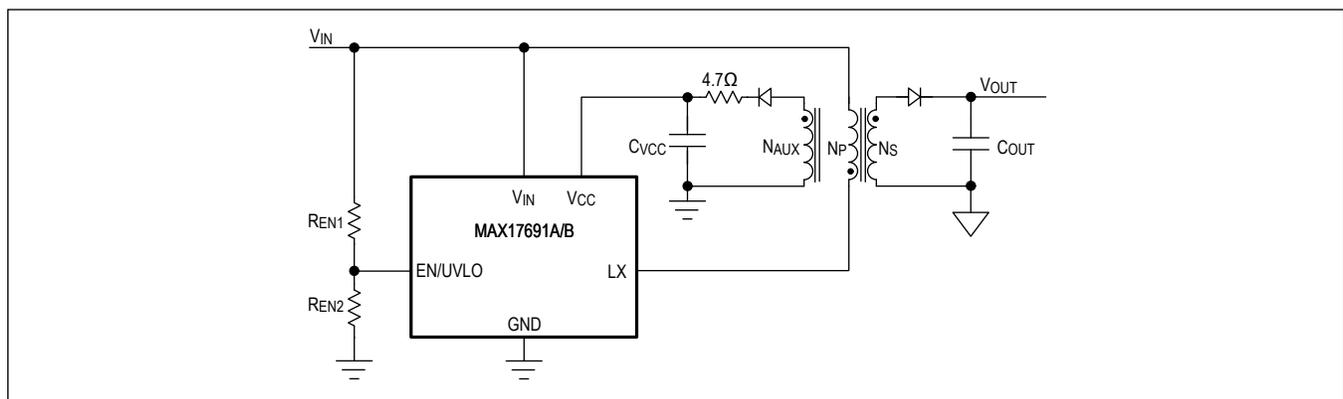 VIN
4.7Ω
VOUT
CVCC
NAUX
NP
NS
COUT
VIN
VCC
MAX17691A/B
REN1
EN/UVLO
LX
REN2
GND